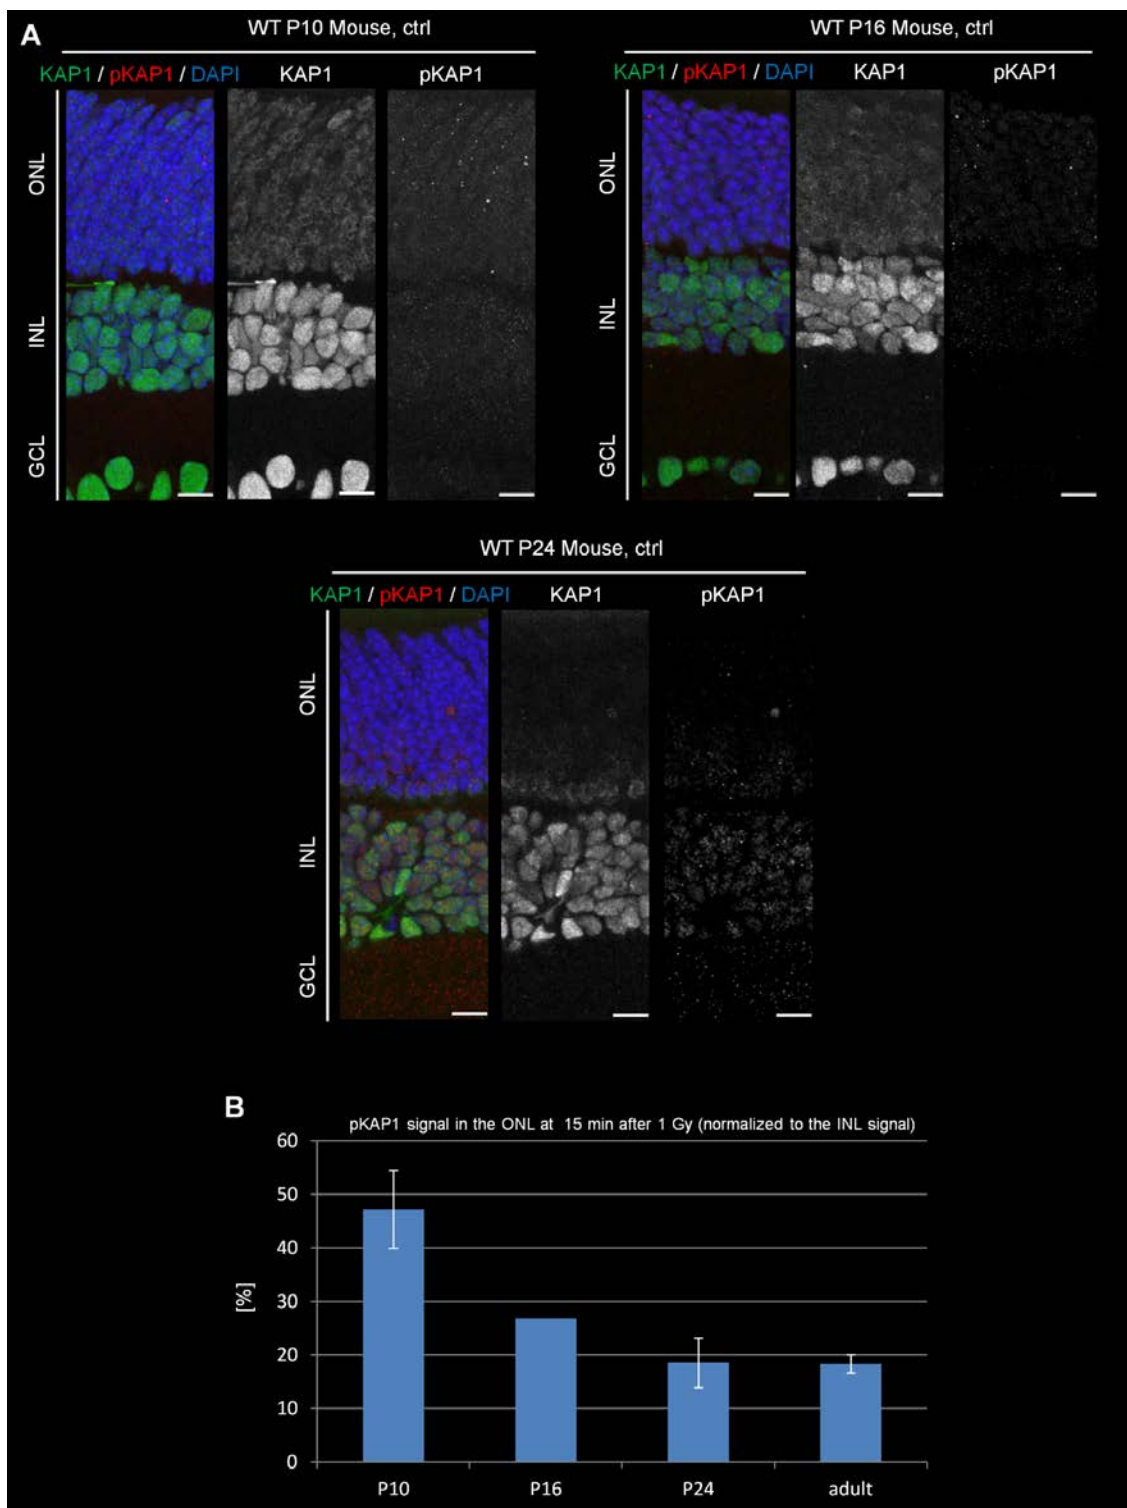 A
WT P10 Mouse, ctrl
KAP1 / pKAP1 / DAPI KAP1 pKAP1
ONL
INL
GCL
WT P16 Mouse, ctrl
KAP1 / pKAP1 / DAPI KAP1 pKAP1
ONL
INL
GCL
WT P24 Mouse, ctrl
KAP1 / pKAP1 / DAPI KAP1 pKAP1
ONL
INL
GCL
B
pKAP1 signal in the ONL at 15 min after 1 Gy (normalized to the INL signal)
60
50
40
30
20
10
0
[%]
P10 P16 P24 adult